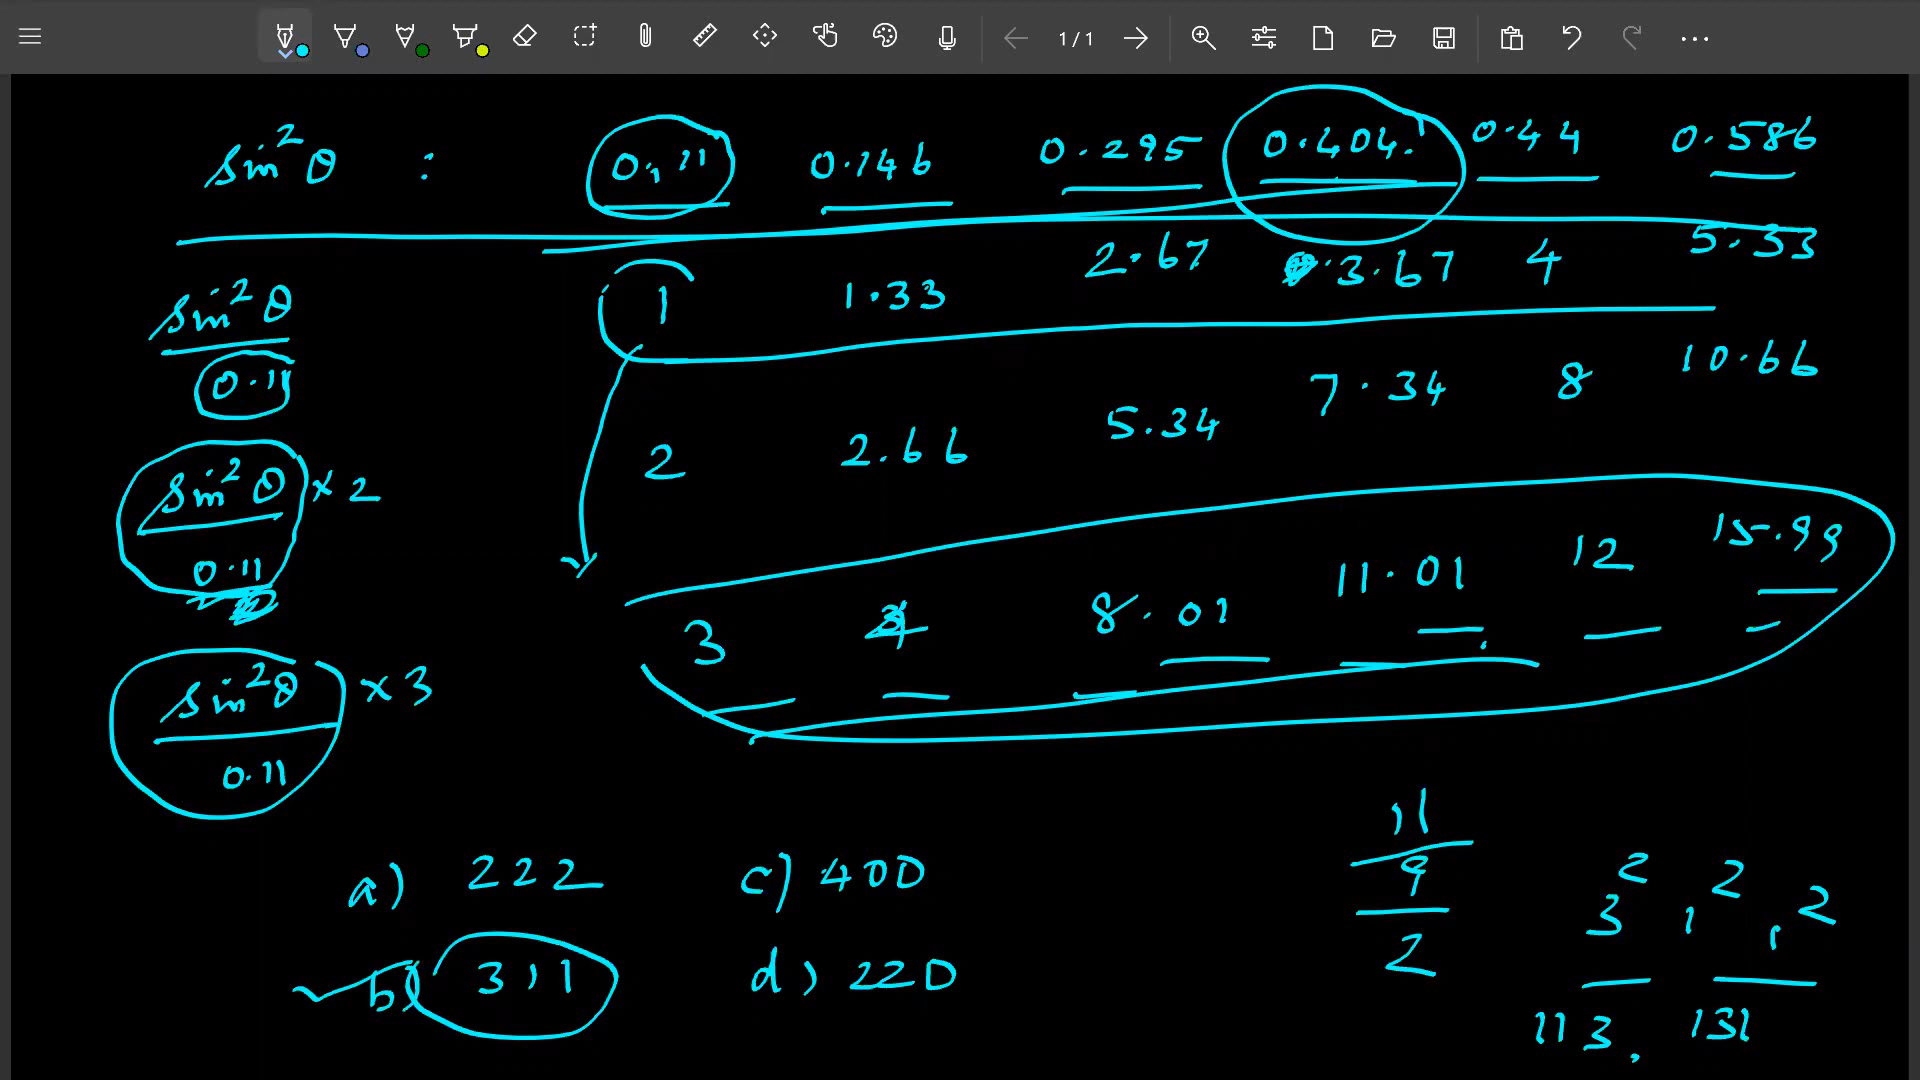 1 / 1
sin²θ : 0.11 0.146 0.295 0.404 0.44 0.586
sin²θ / 0.11 1 1.33 2.67 3.67 4 5.33
sin²θ / 0.11 × 2 2 2.66 5.34 7.34 8 10.66
sin²θ / 0.11 × 3 3 4 8.01 11.01 12 15.99
a) 222 c) 400
b) 311 d) 220
11
9
2
3² 1² 1²
113, 131